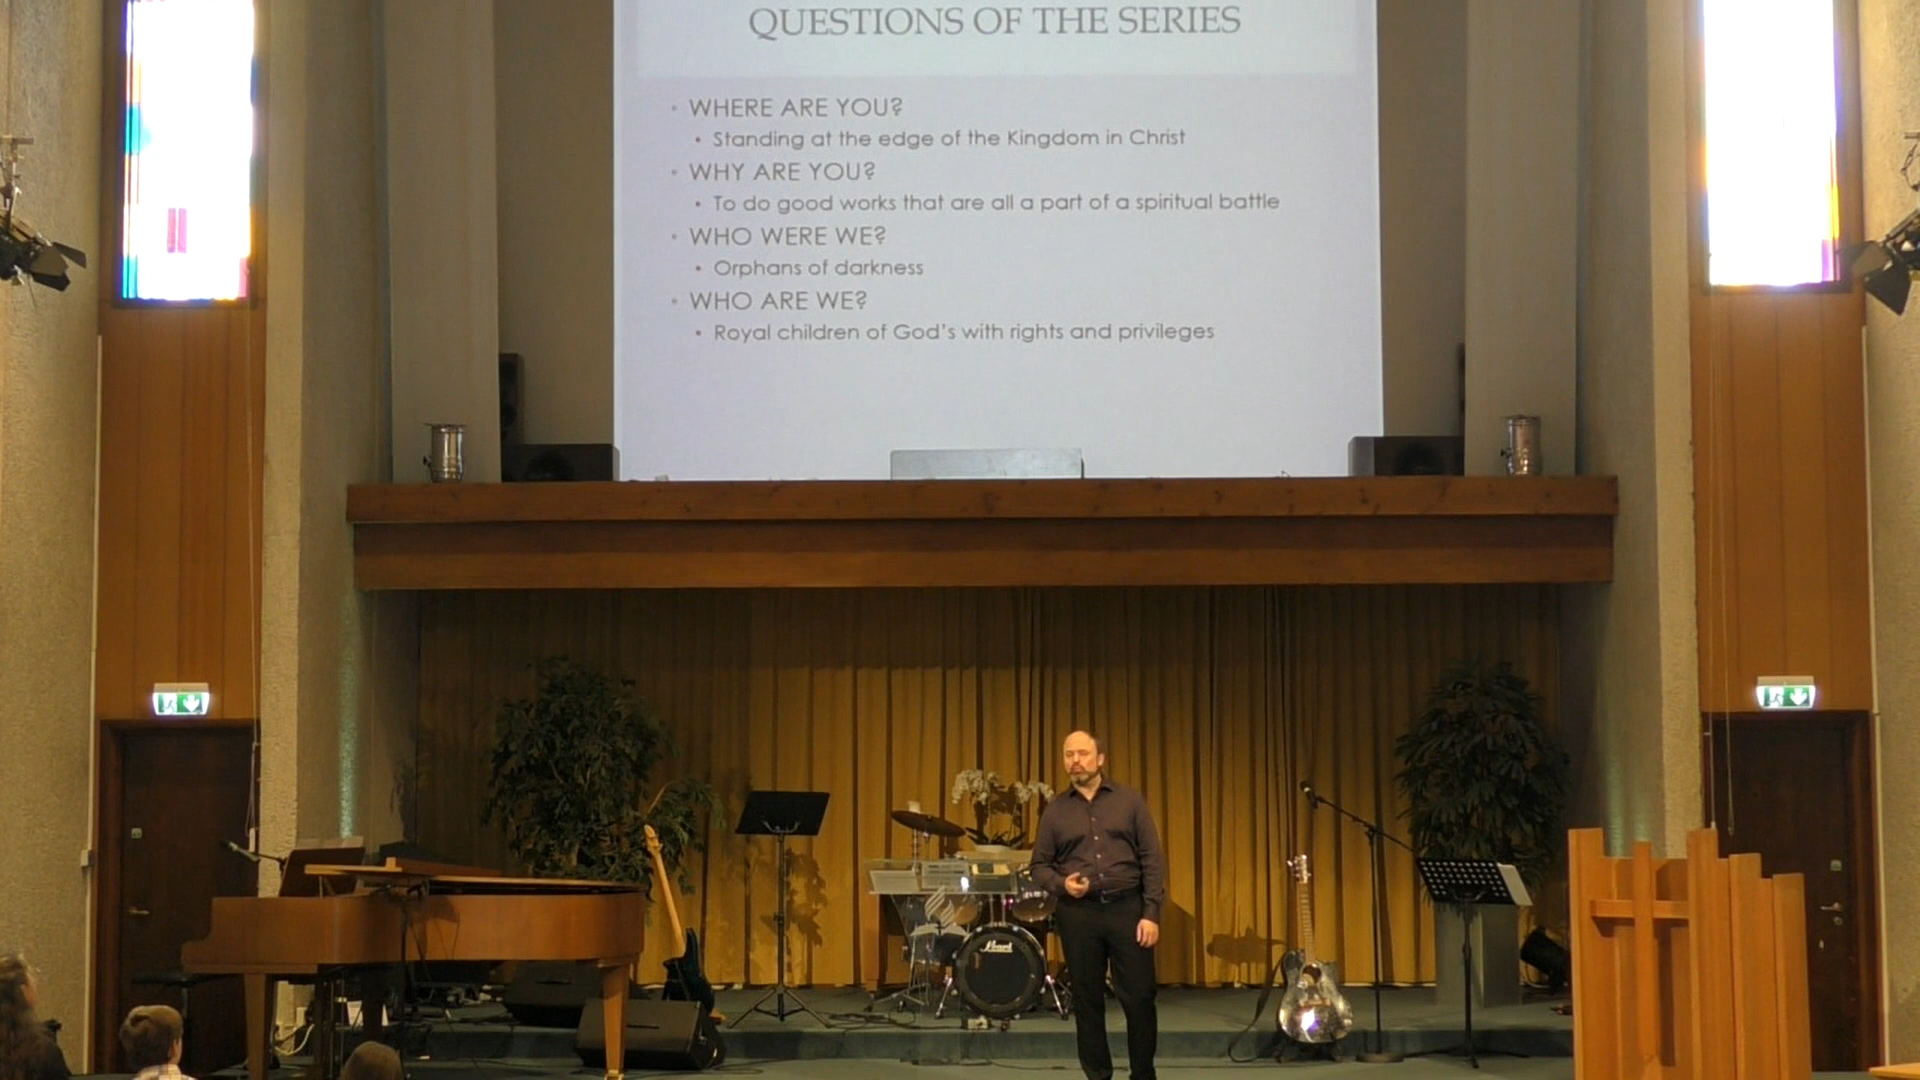 QUESTIONS OF THE SERIES
• WHERE ARE YOU?
• Standing at the edge of the Kingdom in Christ
• WHY ARE YOU?
• To do good works that are all a part of a spiritual battle
• WHO WERE WE?
• Orphans of darkness
• WHO ARE WE?
• Royal children of God's with rights and privileges